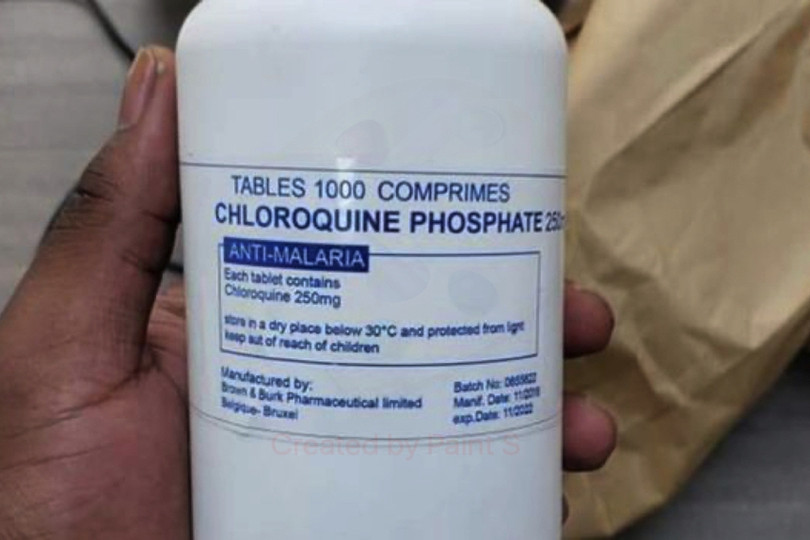 TABLES 1000 COMPRIMES
CHLOROQUINE PHOSPHATE 250m
ANTI-MALARIA
Each tablet contains
Chloroquine 250mg
store in a dry place below 30°C and protected from light
keep out of reach of children
Manufactured by:
Brown & Burk Pharmaceutical limited
Belgique- Bruxel
Batch No:
Manif. Date: 11/2018
exp.Date: 11/2022
Created by Paint S